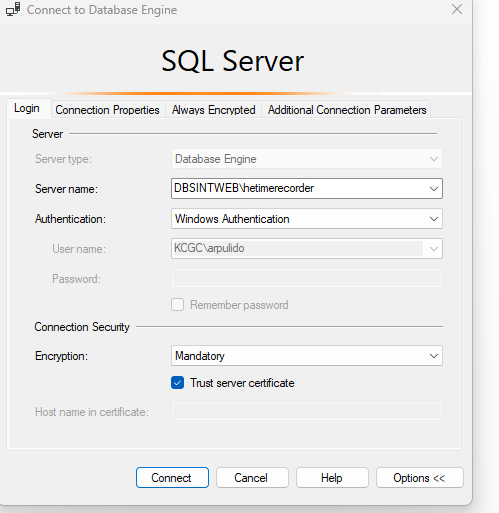 Connect to Database Engine
SQL Server
Login Connection Properties Always Encrypted Additional Connection Parameters
Server
Server type: Database Engine
Server name: DBSINTWEB\hetimerecorder
Authentication: Windows Authentication
User name: KCGC\arpulido
Password:
Remember password
Connection Security
Encryption: Mandatory
Trust server certificate
Host name in certificate:
Connect Cancel Help Options <<